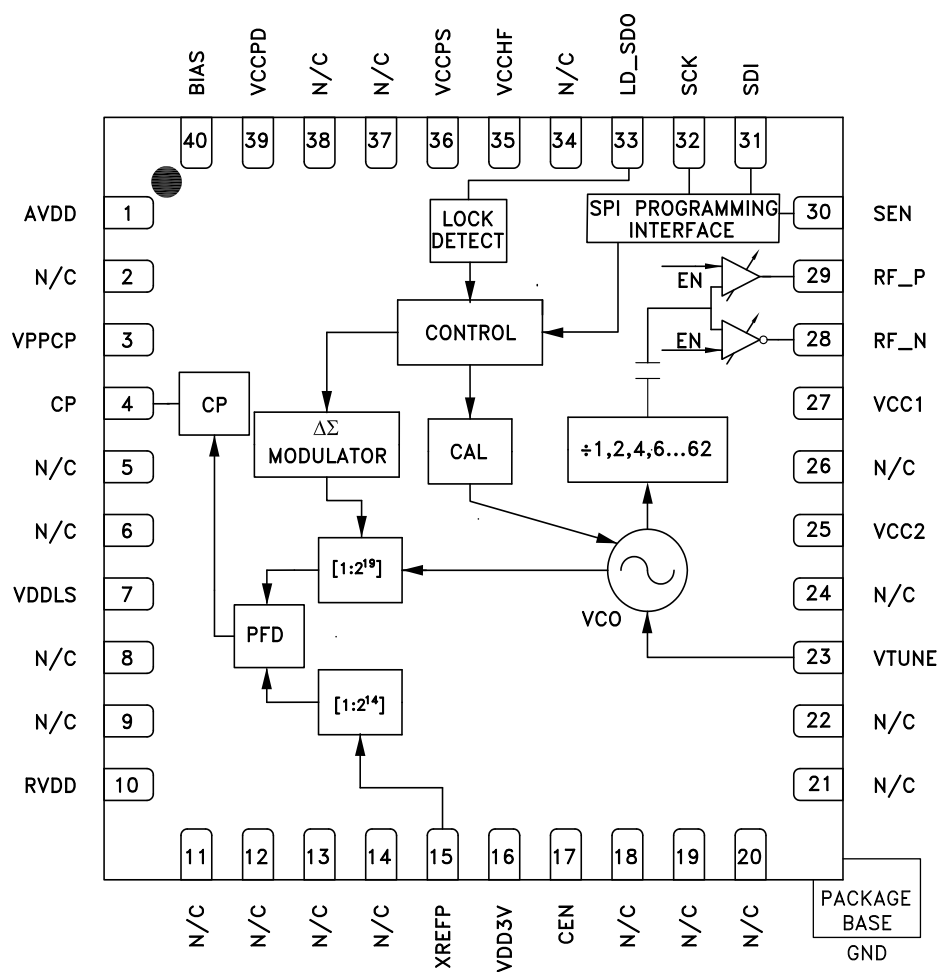 BIAS
VCCPD
N/C
N/C
VCCPS
VCCHF
N/C
LD_SDO
SCK
SDI
40
39
38
37
36
35
34
33
32
31
AVDD 1
N/C 2
VPPCP 3
CP 4
N/C 5
N/C 6
VDDLS 7
N/C 8
N/C 9
RVDD 10
LOCK
DETECT
SPI PROGRAMMING
INTERFACE
EN
EN
CONTROL
CP
ΔΣ
MODULATOR
CAL
÷1,2,4,6...62
[1:2¹⁹]
VCO
PFD
[1:2¹⁴]
30 SEN
29 RF_P
28 RF_N
27 VCC1
26 N/C
25 VCC2
24 N/C
23 VTUNE
22 N/C
21 N/C
11
12
13
14
15
16
17
18
19
20
N/C
N/C
N/C
N/C
XREFP
VDD3V
CEN
N/C
N/C
N/C
PACKAGE
BASE
GND